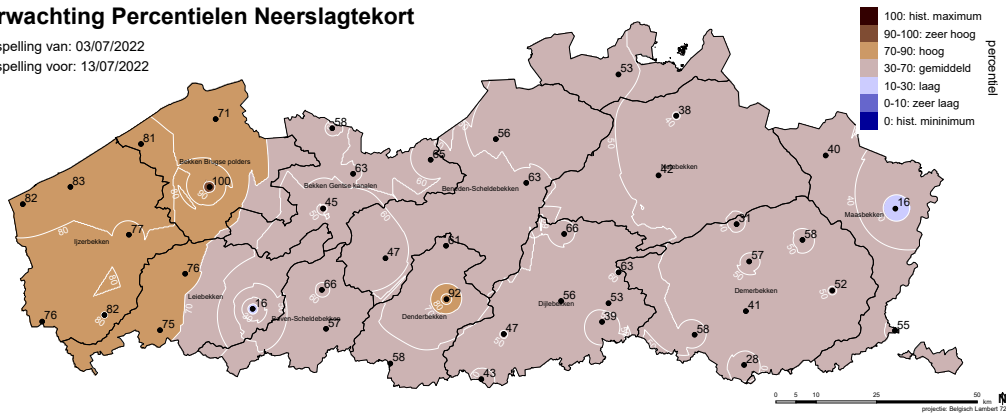 rwachting Percentielen Neerslagtekort
spelling van: 03/07/2022
spelling voor: 13/07/2022
100: hist. maximum
90-100: zeer hoog
70-90: hoog
30-70: gemiddeld
10-30: laag
0-10: zeer laag
0: hist. mininimum
percentiel
53
71
58
38
81
56
40
Bekken Brugse polders
65
63
42
Netebekken
100
Bekken Gentse kanalen
Beneden-Scheldebekken
63
83
82
45
16
Maasbekken
31
77
66
58
Ijzerbekken
61
47
57
76
63
52
Leiebekken
66
92
56
Demerbekken
16
Dijlebekken
53
41
82
Boven-Scheldebekken
Denderbekken
39
76
75
57
47
58
55
58
28
43
0 5 10 25 50
km
projectie: Belgisch Lambert 72